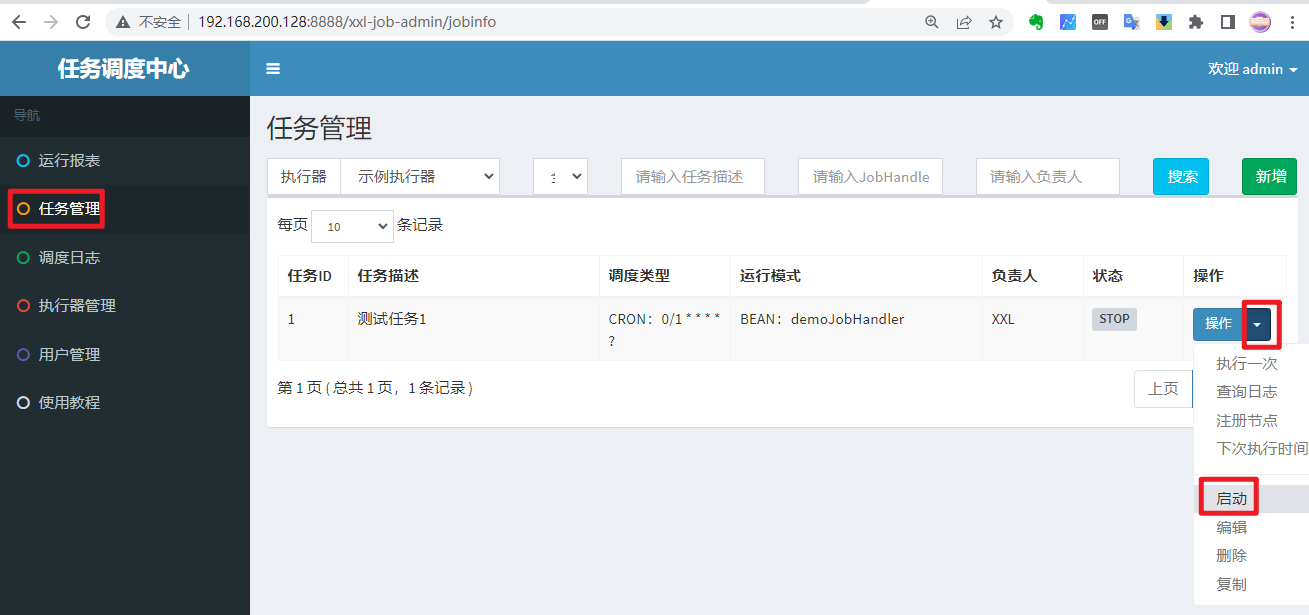 不安全 192.168.200.128:8888/xxl-job-admin/jobinfo
OFF
任务调度中心
欢迎 admin
导航
运行报表
任务管理
调度日志
执行器管理
用户管理
使用教程
任务管理
执行器 示例执行器 请输入任务描述 请输入JobHandle 请输入负责人 搜索 新增
每页 10 条记录
任务ID 任务描述 调度类型 运行模式 负责人 状态 操作
1 测试任务1 CRON：0/1 * * * * BEAN：demoJobHandler XXL STOP 操作
?
第 1 页 ( 总共 1 页，1 条记录 )
上页
执行一次
查询日志
注册节点
下次执行时间
启动
编辑
删除
复制